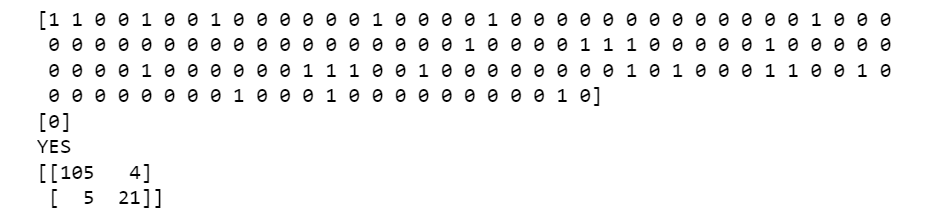 [1 1 0 0 1 0 0 1 0 0 0 0 0 0 1 0 0 0 0 1 0 0 0 0 0 0 0 0 0 0 0 0 0 1 0 0 0
0 0 0 0 0 0 0 0 0 0 0 0 0 0 0 0 0 0 1 0 0 0 0 1 1 1 0 0 0 0 0 1 0 0 0 0 0
0 0 0 0 1 0 0 0 0 0 0 1 1 1 0 0 1 0 0 0 0 0 0 0 0 1 0 1 0 0 0 1 1 0 0 1 0
0 0 0 0 0 0 0 0 1 0 0 0 1 0 0 0 0 0 0 0 0 0 1 0]
[0]
YES
[[105   4]
[  5  21]]